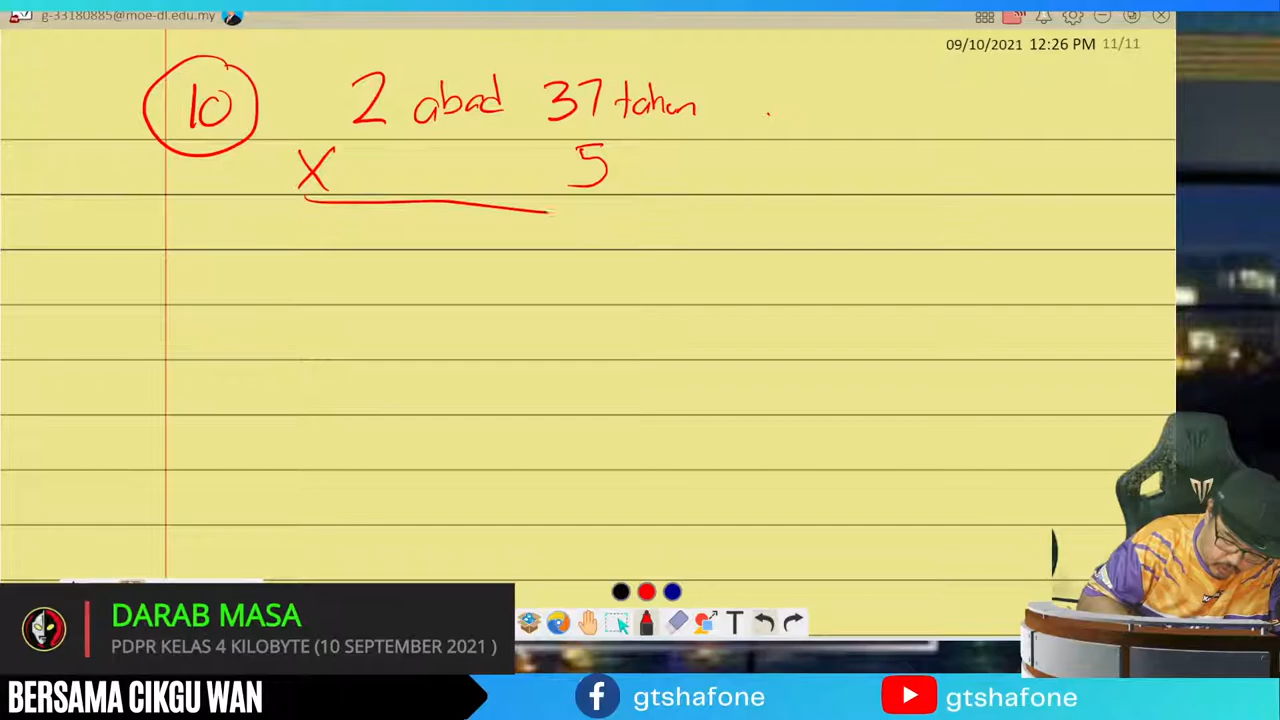 g-33180885@moe-dl.edu.my
09/10/2021 12:26 PM 11/11
10 2 abad 37 tahun
X 5
T
DARAB MASA
PDPR KELAS 4 KILOBYTE (10 SEPTEMBER 2021 )
BERSAMA CIKGU WAN
gtshafone
gtshafone